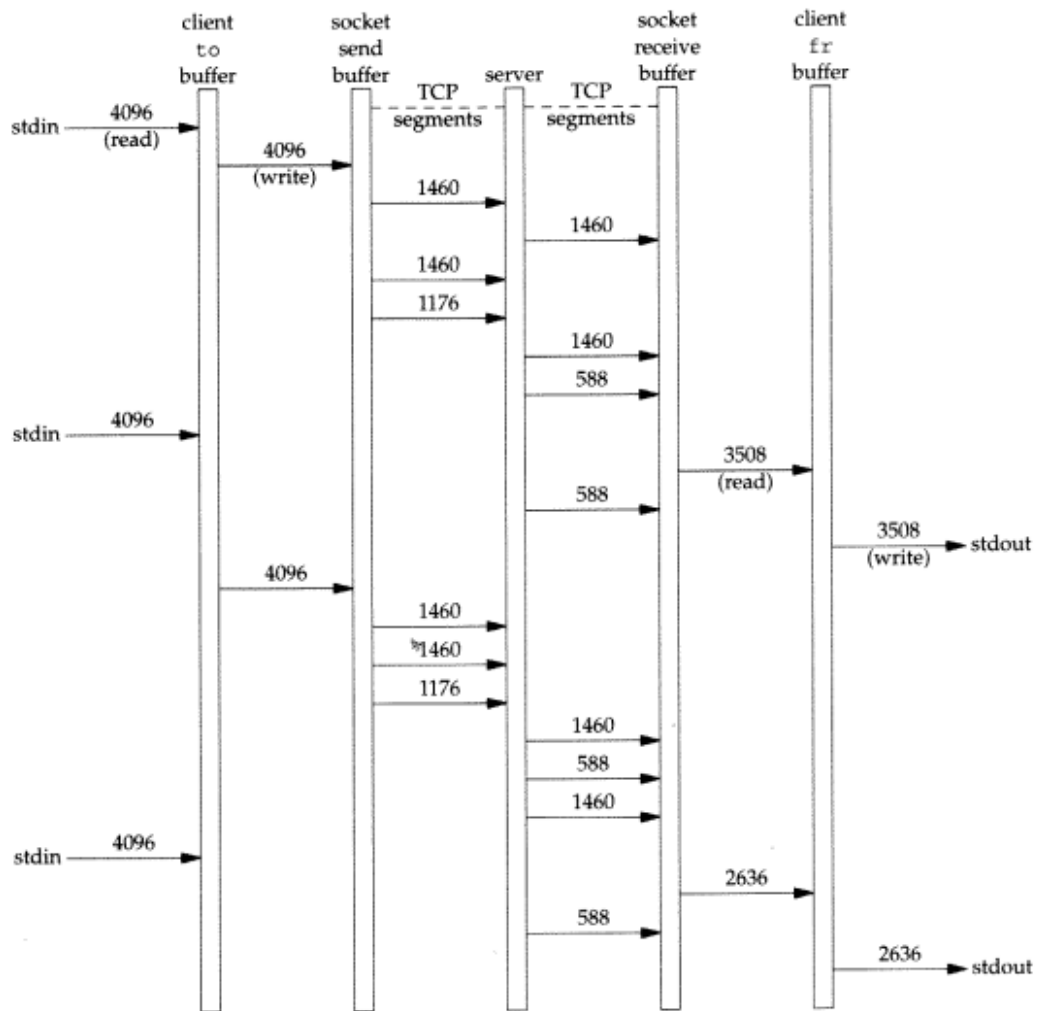 client
to
buffer
socket
send
buffer
server
socket
receive
buffer
client
fr
buffer
TCP
segments
TCP
segments
stdin
4096
(read)
4096
(write)
1460
1460
1460
1176
1460
588
stdin
4096
3508
(read)
588
3508
(write)
stdout
4096
1460
1460
1176
1460
588
1460
stdin
4096
2636
588
2636
stdout